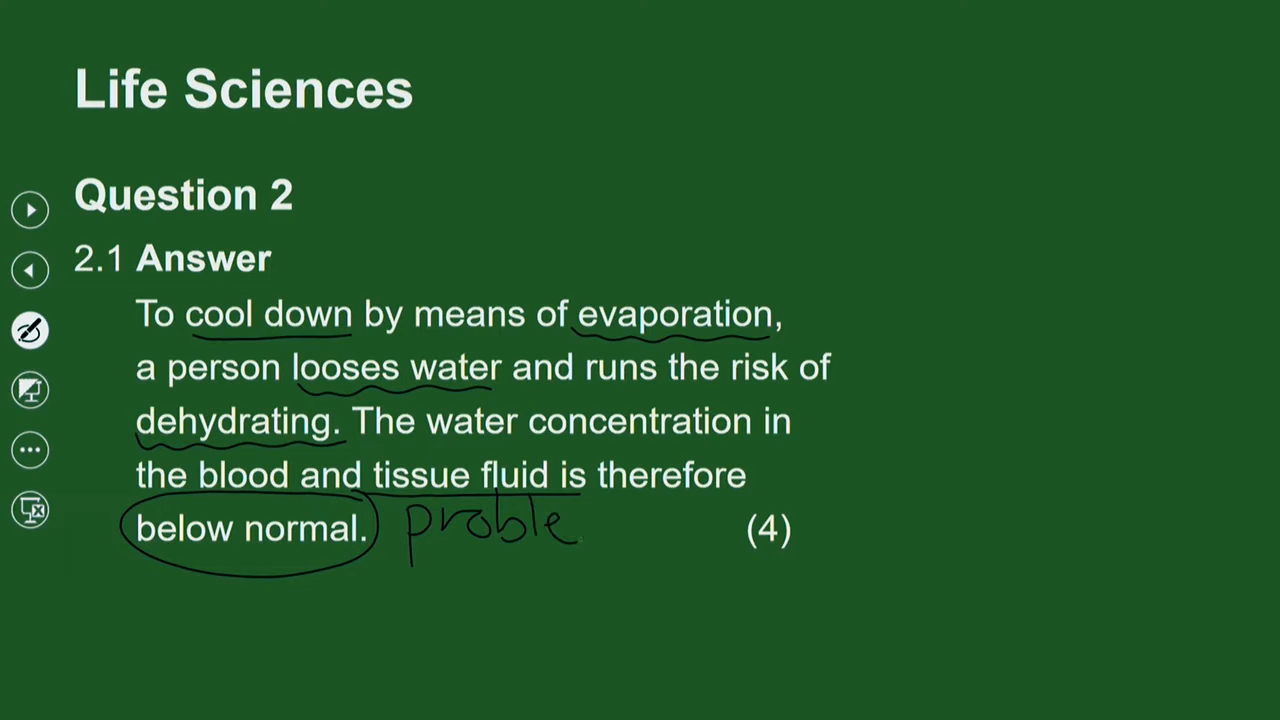 Life Sciences
Question 2
2.1 Answer
To cool down by means of evaporation,
a person looses water and runs the risk of
dehydrating. The water concentration in
the blood and tissue fluid is therefore
below normal. proble (4)